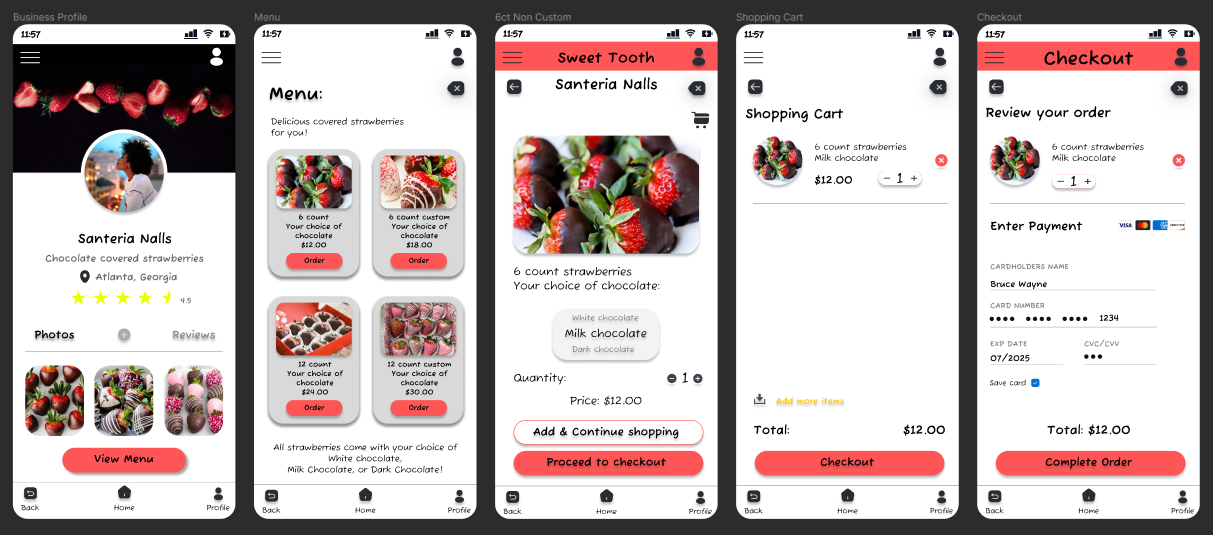 Business Profile
11:57
Santeria Nalls
Chocolate covered strawberries
Atlanta, Georgia
4.5
Photos
Reviews
View Menu
Back
Home
Profile
Menu
11:57
Menu:
Delicious covered strawberries
for you!
6 count
Your choice of
chocolate
$12.00
Order
6 count custom
Your choice of
chocolate
$18.00
Order
12 count
Your choice of
chocolate
$24.00
Order
12 count custom
Your choice of
chocolate
$30.00
Order
All strawberries come with your choice of
White chocolate,
Milk Chocolate, or Dark Chocolate!
Back
Home
Profile
6ct Non Custom
11:57
Sweet Tooth
Santeria Nalls
6 count strawberries
Your choice of chocolate:
White chocolate
Milk chocolate
Dark chocolate
Quantity:
1
Price: $12.00
Add & Continue shopping
Proceed to checkout
Back
Home
Profile
Shopping Cart
11:57
Shopping Cart
6 count strawberries
Milk chocolate
$12.00
− 1 +
Add more items
Total: $12.00
Checkout
Back
Home
Profile
Checkout
11:57
Checkout
Review your order
6 count strawberries
Milk chocolate
− 1 +
Enter Payment
VISA
CARDHOLDERS NAME
Bruce Wayne
CARD NUMBER
•••• •••• •••• 1234
EXP DATE
07/2025
CVC/CVV
•••
Save card
Total: $12.00
Complete Order
Back
Home
Profile